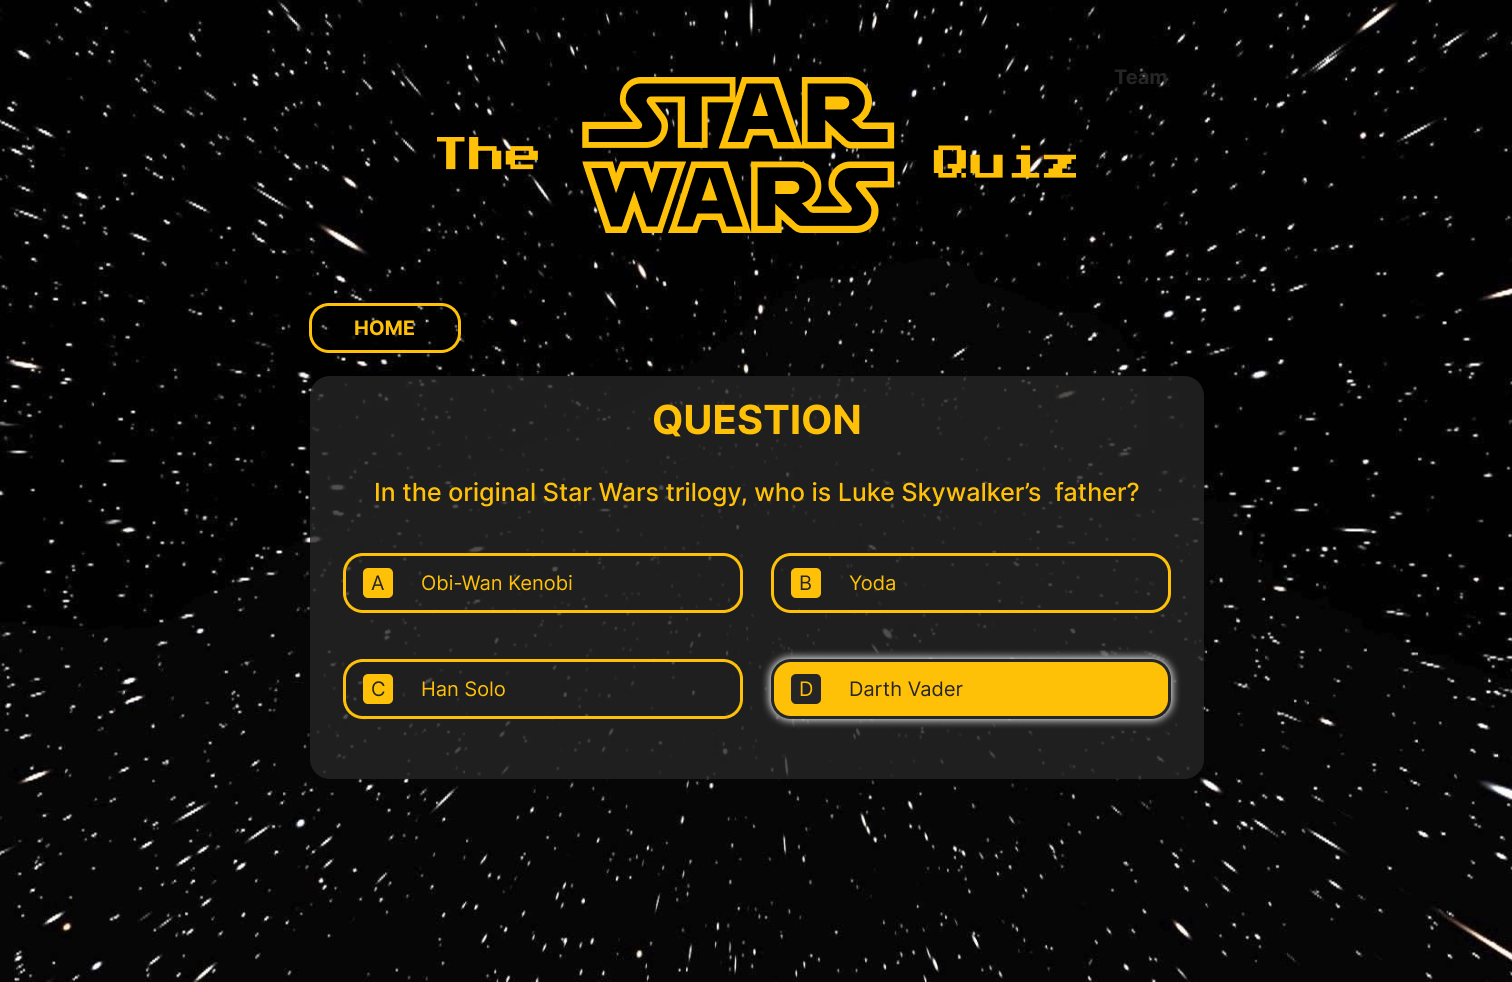 Team
The STAR WARS Quiz
HOME
QUESTION
In the original Star Wars trilogy, who is Luke Skywalker’s  father?
A Obi-Wan Kenobi
B Yoda
C Han Solo
D Darth Vader